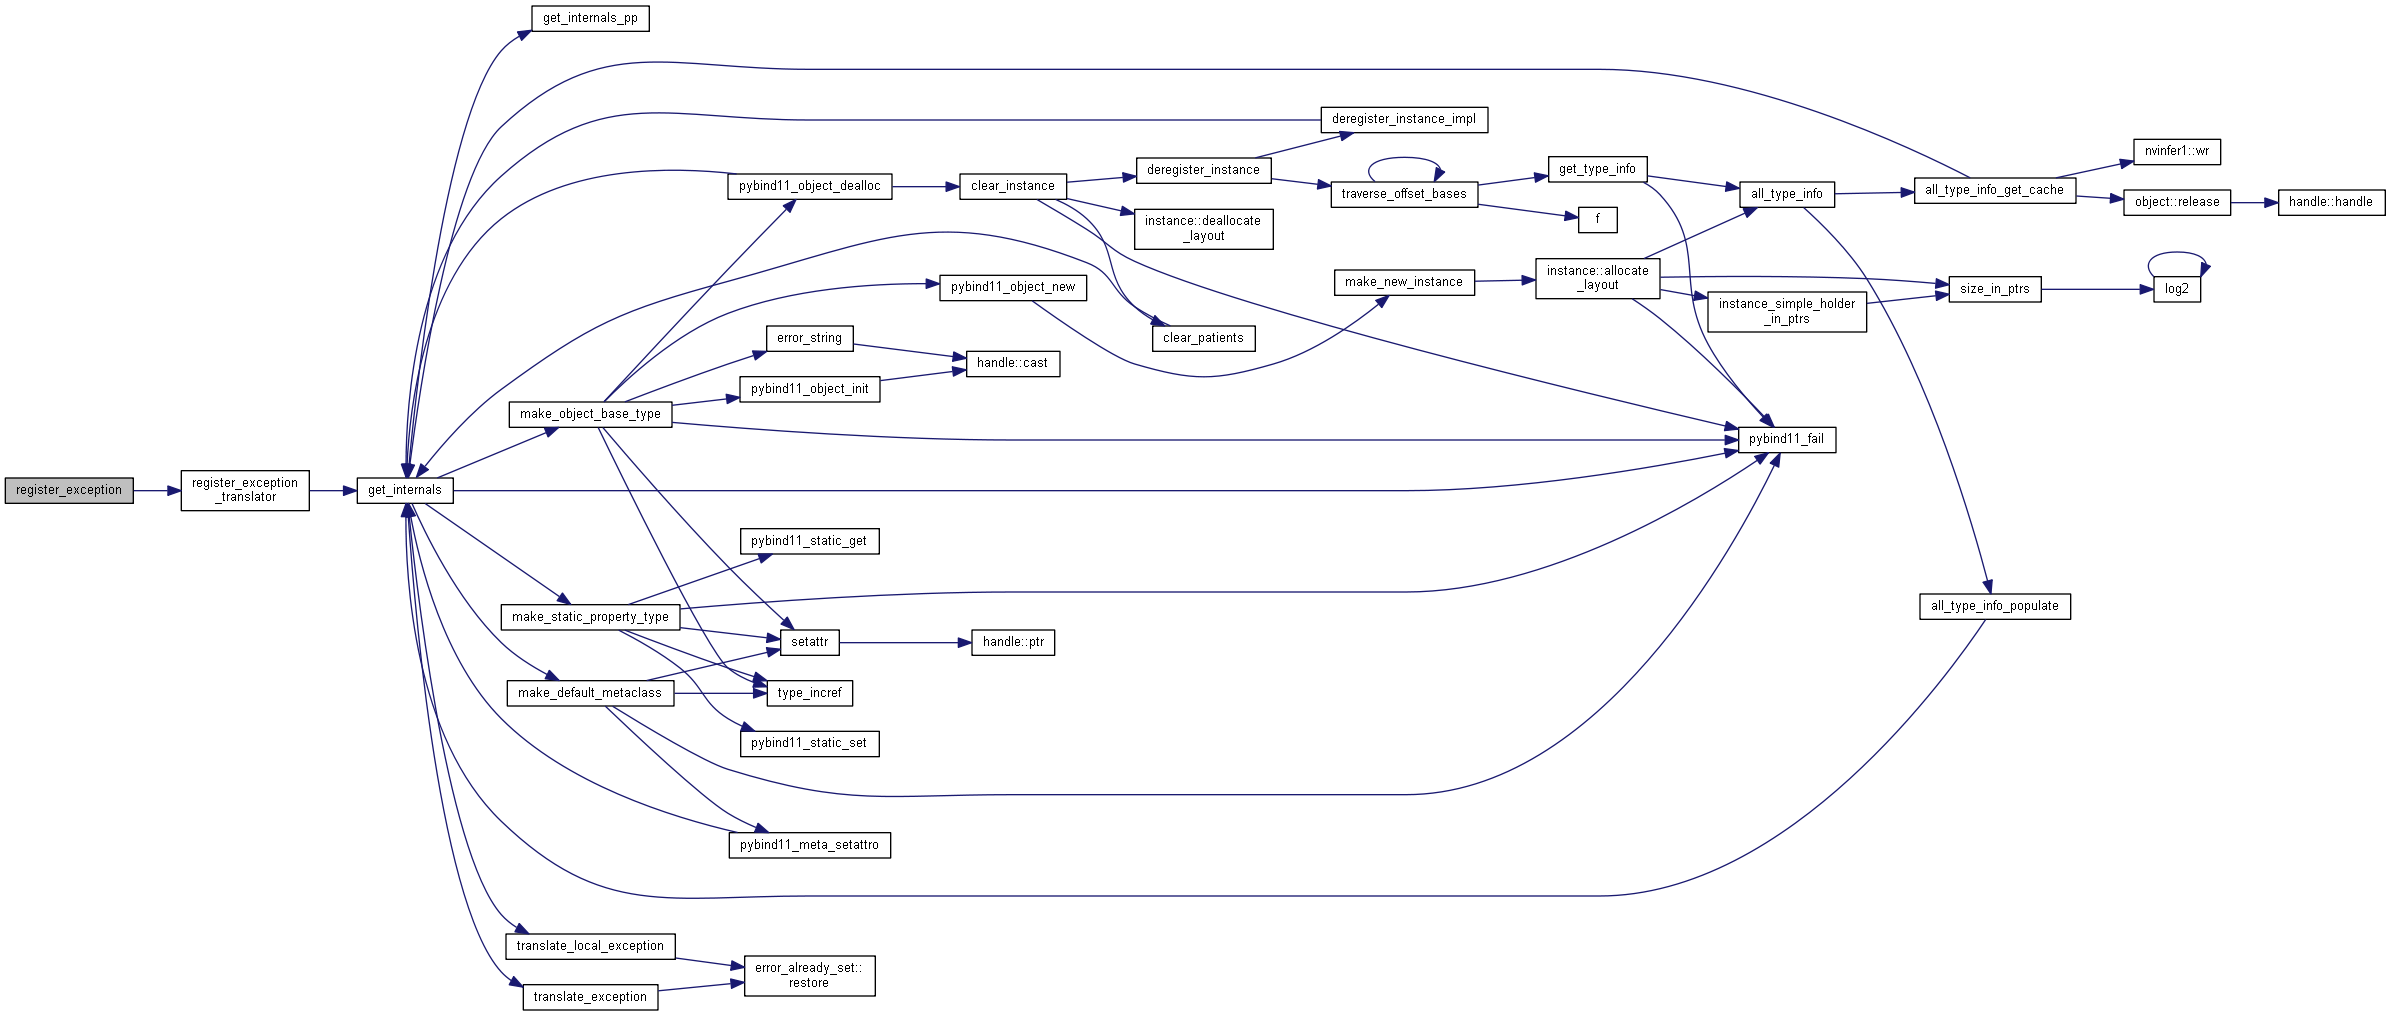 get_internals_pp
deregister_instance_impl
nvinfer1::wr
deregister_instance
get_type_info
pybind11_object_dealloc
clear_instance
traverse_offset_bases
all_type_info
all_type_info_get_cache
object::release
handle::handle
f
instance::deallocate
_layout
make_new_instance
instance::allocate
_layout
pybind11_object_new
size_in_ptrs
log2
instance_simple_holder
_in_ptrs
error_string
clear_patients
handle::cast
pybind11_object_init
make_object_base_type
pybind11_fail
register_exception
register_exception
_translator
get_internals
pybind11_static_get
make_static_property_type
all_type_info_populate
setattr
handle::ptr
make_default_metaclass
type_incref
pybind11_static_set
pybind11_meta_setattro
translate_local_exception
error_already_set::
restore
translate_exception